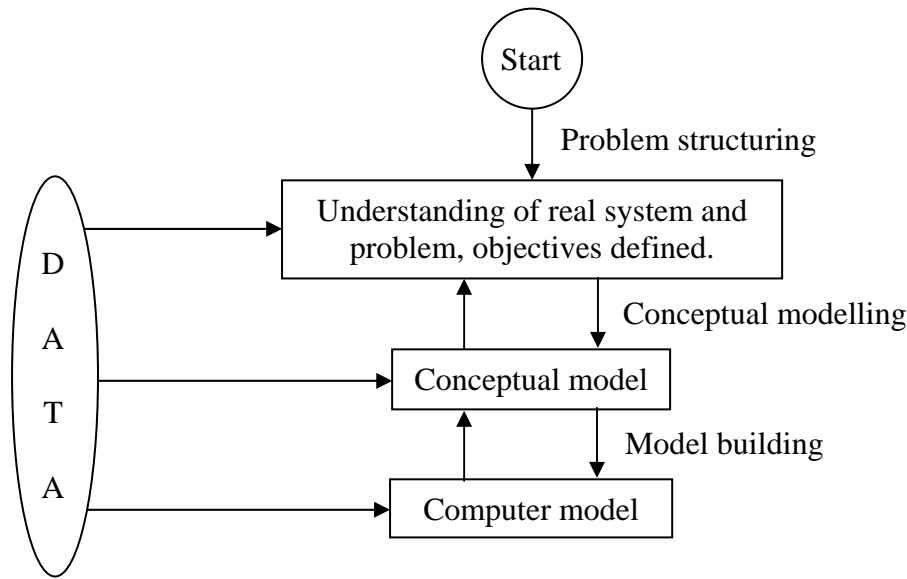 Start
Problem structuring
Understanding of real system and
problem, objectives defined.
D
A
T
A
Conceptual modelling
Conceptual model
Model building
Computer model